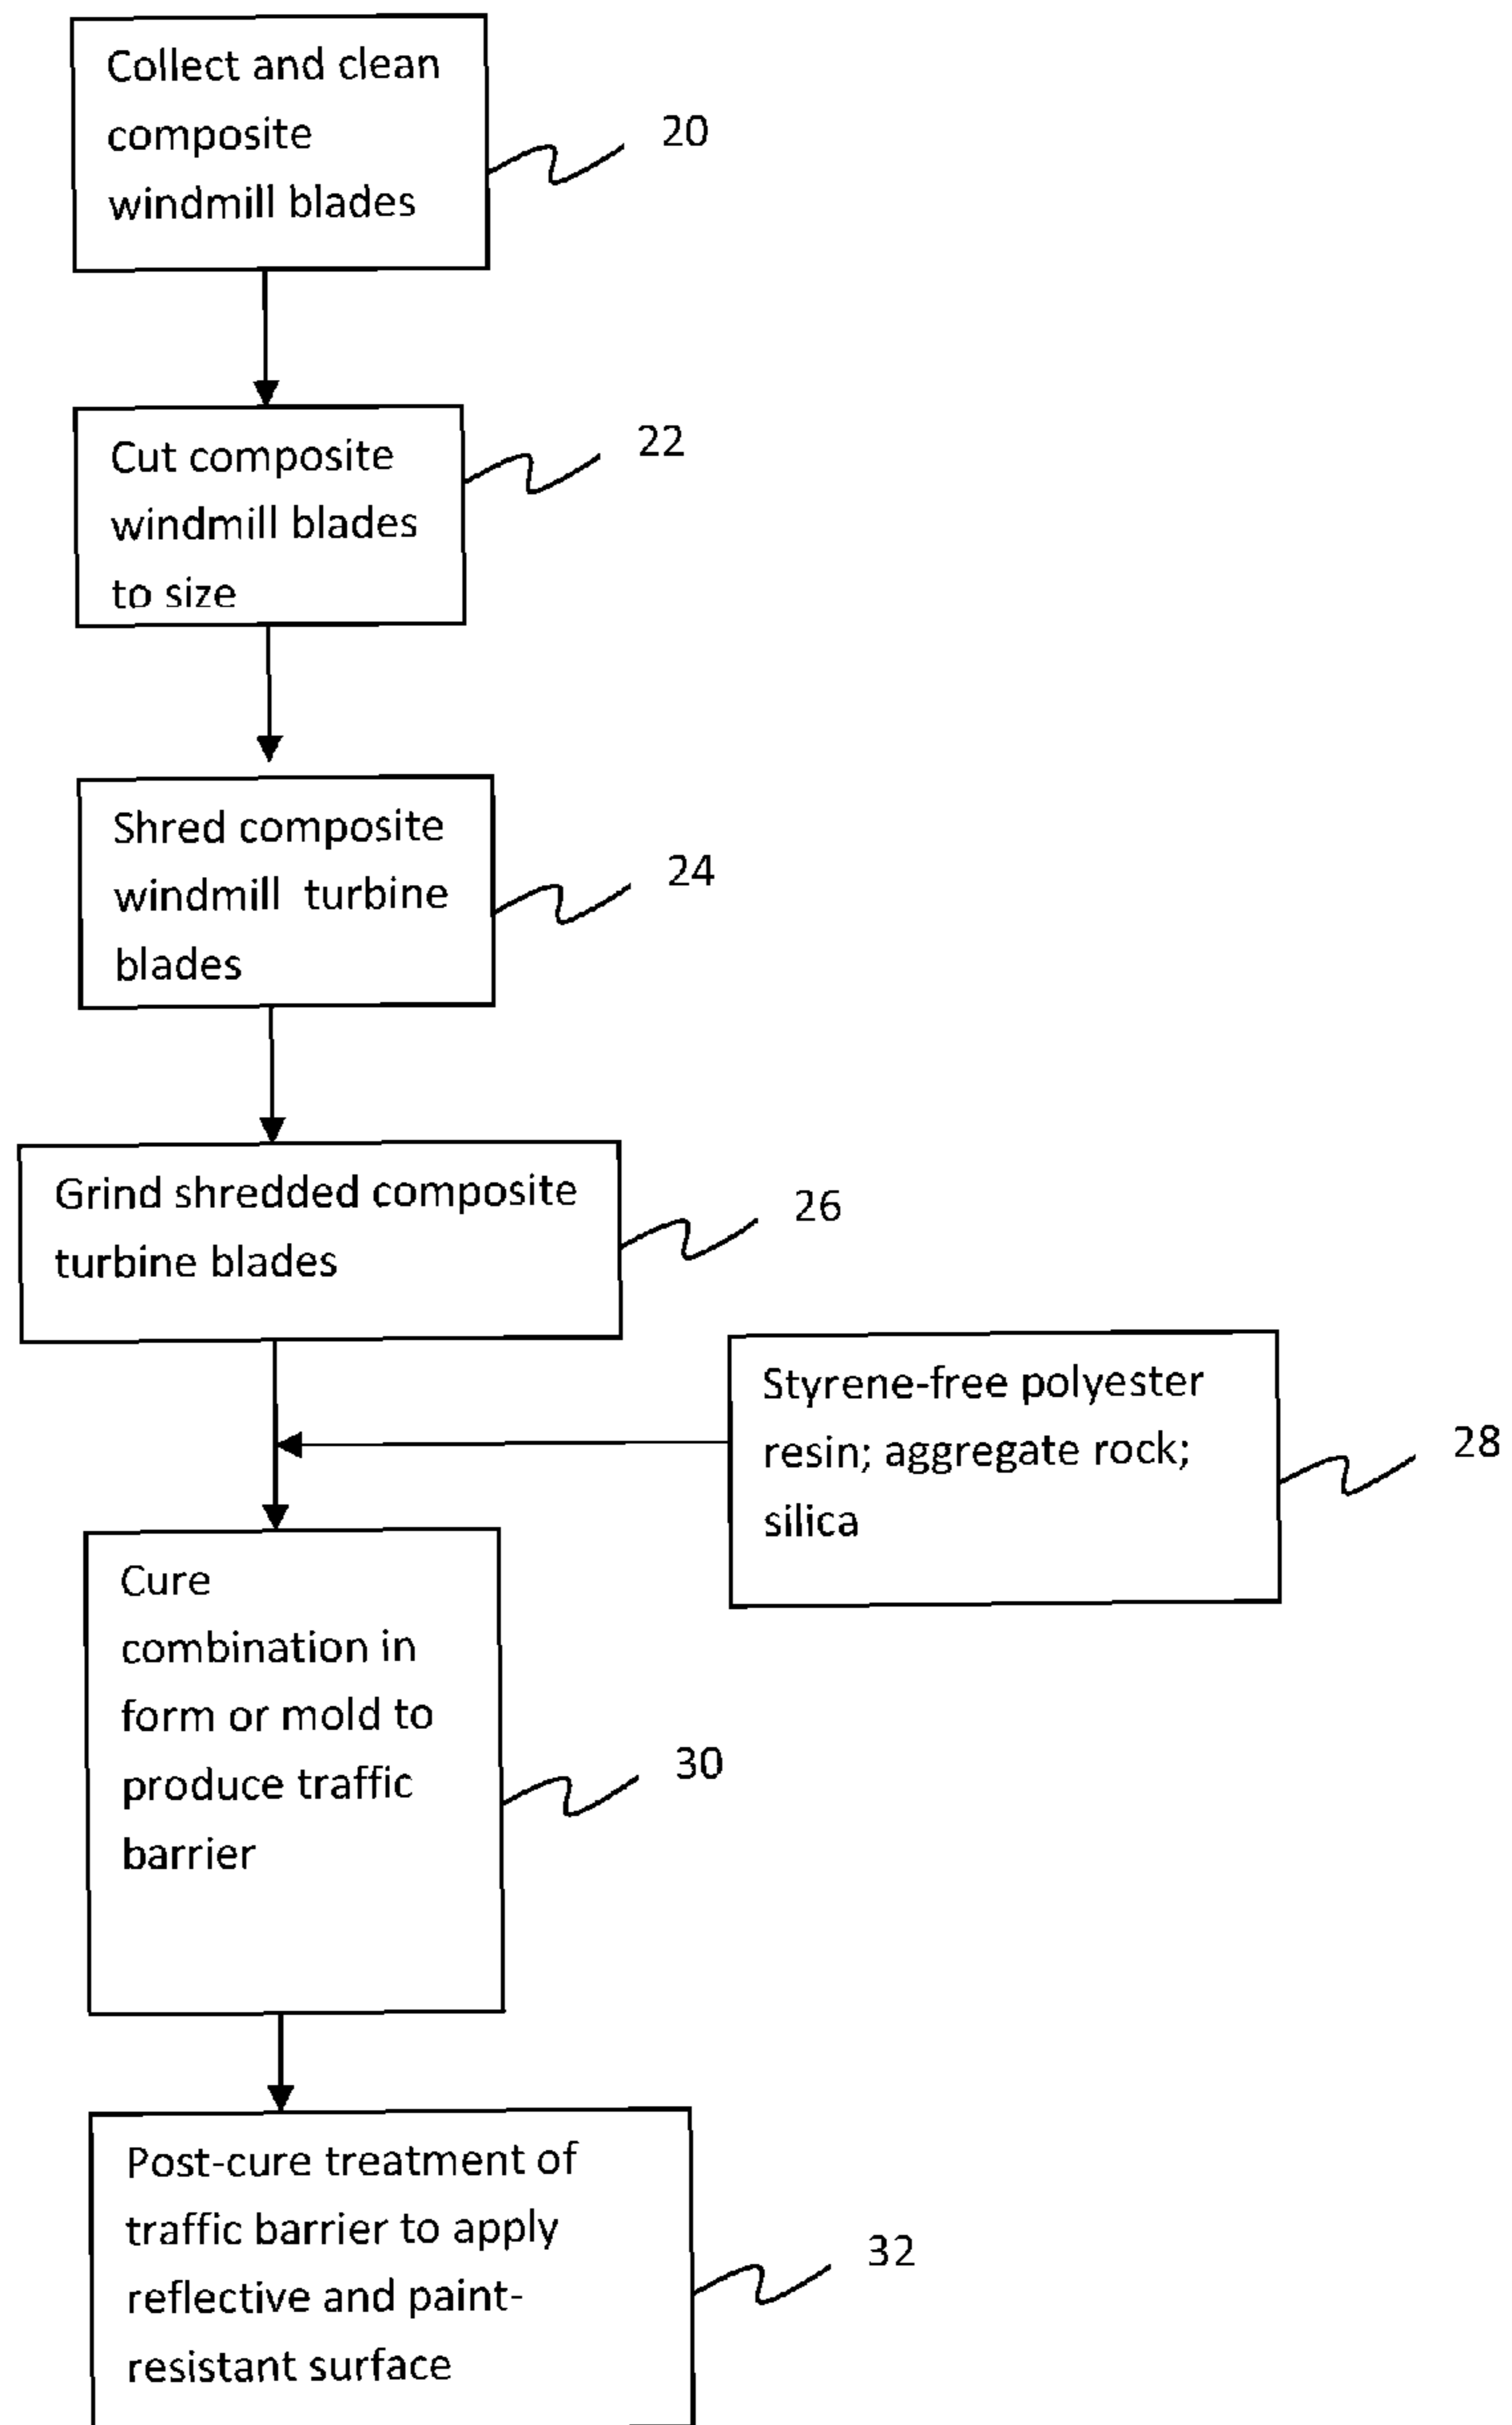 Collect and clean
composite
windmill blades
20
Cut composite
windmill blades
to size
22
Shred composite
windmill turbine
blades
24
Grind shredded composite
turbine blades
26
Styrene-free polyester
resin; aggregate rock;
silica
28
Cure
combination in
form or mold to
produce traffic
barrier
30
Post-cure treatment of
traffic barrier to apply
reflective and paint-
resistant surface
32